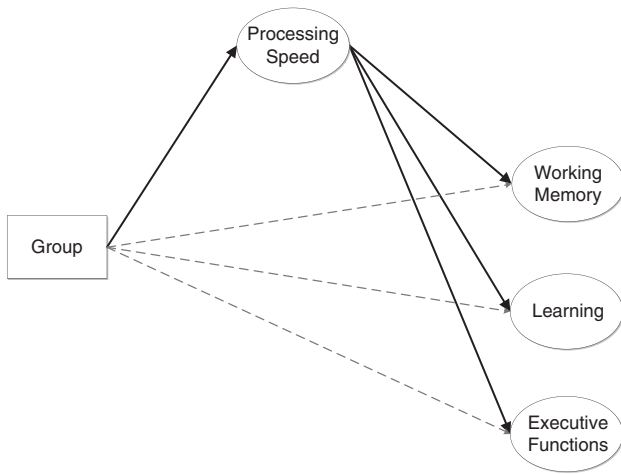 Processing
Speed
Working
Memory
Group
Learning
Executive
Functions